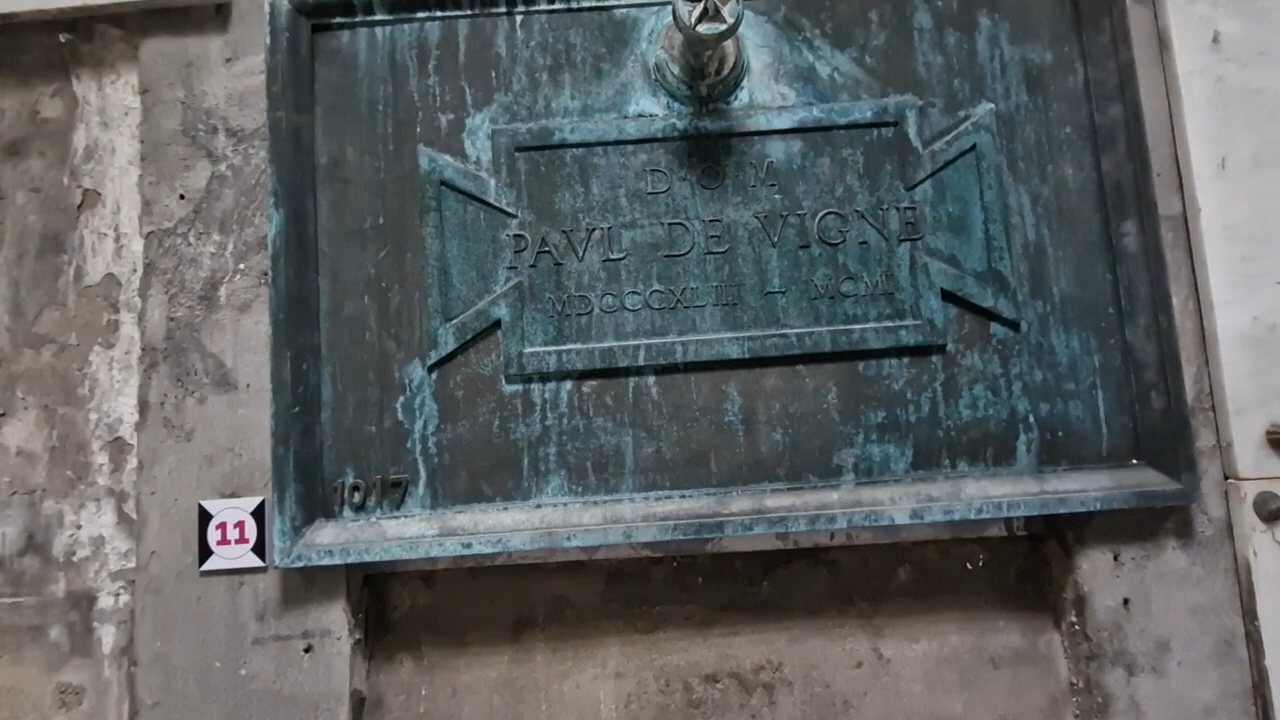 D·O M
PAVL DE VIGNE
MDCCCXLIII — MCMI
1017
11